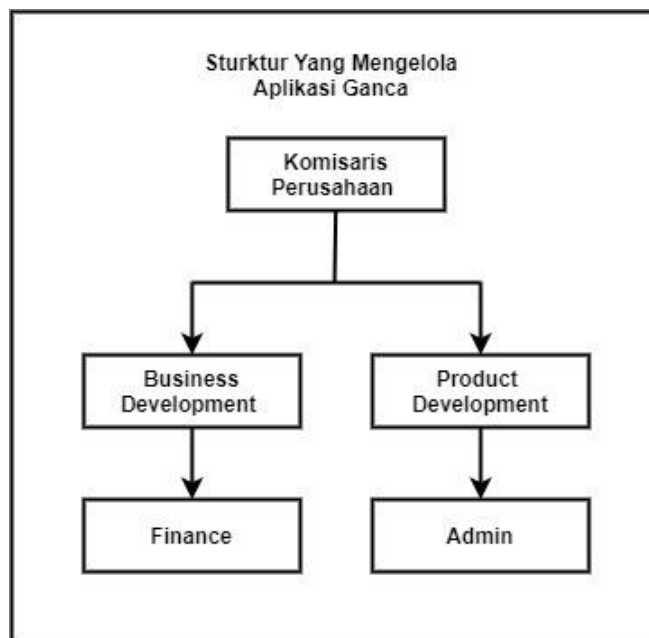 Sturktur Yang Mengelola
Aplikasi Ganca
Komisaris
Perusahaan
Business
Development
Product
Development
Finance
Admin